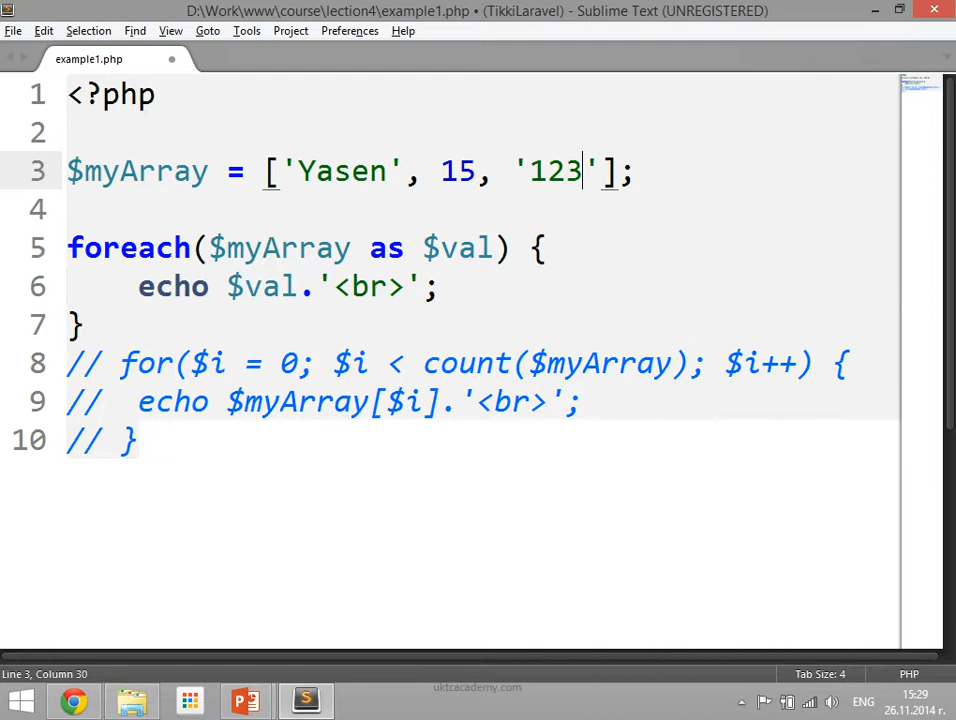 D:\Work\www\course\lection4\example1.php • (TikkiLaravel) - Sublime Text (UNREGISTERED)
File Edit Selection Find View Goto Tools Project Preferences Help
example1.php
1 <?php
2
3 $myArray = ['Yasen', 15, '123'];
4
5 foreach($myArray as $val) {
6 echo $val.'<br>';
7 }
8 // for($i = 0; $i < count($myArray); $i++) {
9 // echo $myArray[$i].'<br>';
10 // }
Line 3, Column 30 Tab Size: 4 PHP
uktcacademy.com
ENG 15:29
26.11.2014 г.